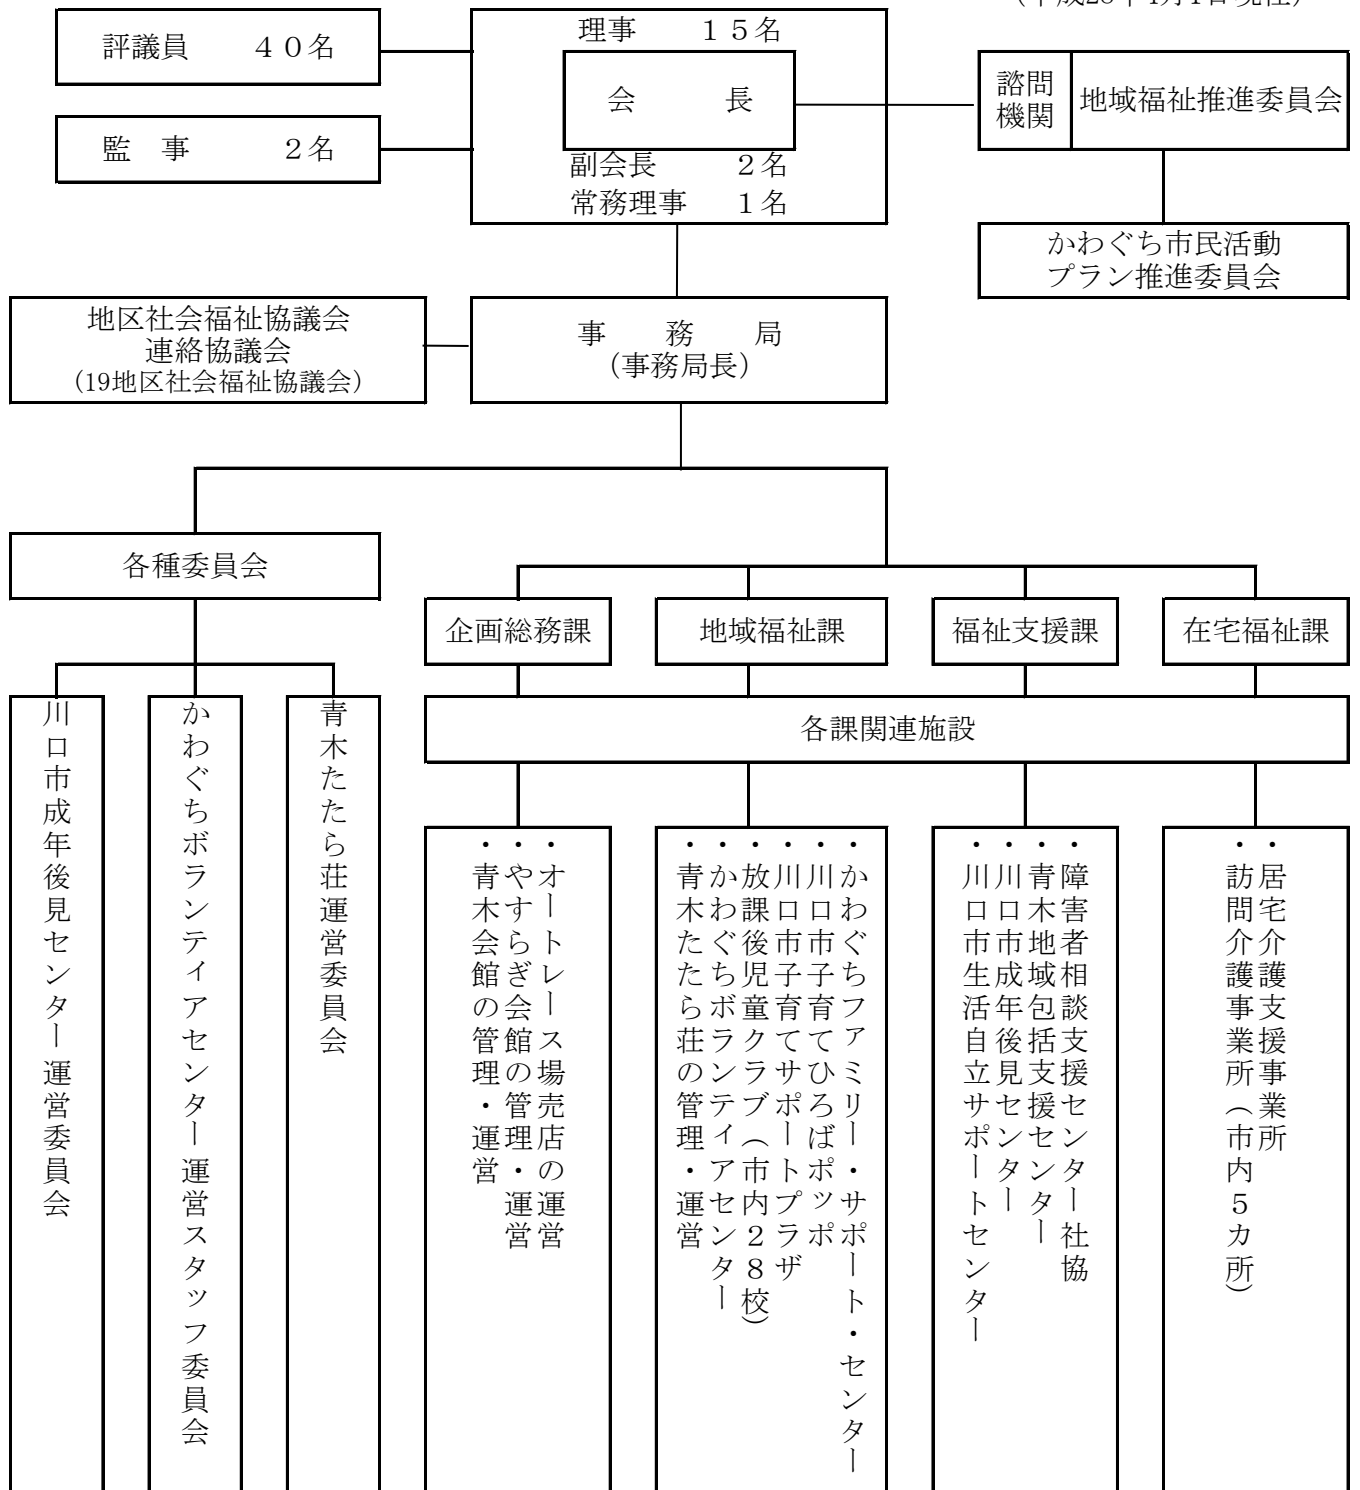 評議員　　４０名
監　事　　２名
理事　　１５名
会　　長
副会長　　２名
常務理事　１名
諮問
機関
地域福祉推進委員会
かわぐち市民活動
プラン推進委員会
地区社会福祉協議会
連絡協議会
(19地区社会福祉協議会)
事　務　局
(事務局長)
各種委員会
企画総務課
地域福祉課
福祉支援課
在宅福祉課
各課関連施設
川口市成年後見センター運営委員会
かわぐちボランティアセンター運営スタッフ委員会
青木たたら荘運営委員会
・オートレース場売店の運営
・やすらぎ会館の管理・運営
・青木会館の管理・運営
・かわぐちファミリー・サポート・センター
・川口市子育てひろばポッポ
・川口市子育てサポートプラザ
・放課後児童クラブ（市内２８校）
・かわぐちボランティアセンター
・青木たたら荘の管理・運営
・障害者相談支援センター社協
・青木地域包括支援センター
・川口市成年後見センター
・川口市生活自立サポートセンター
・居宅介護支援事業所
・訪問介護事業所（市内５カ所）